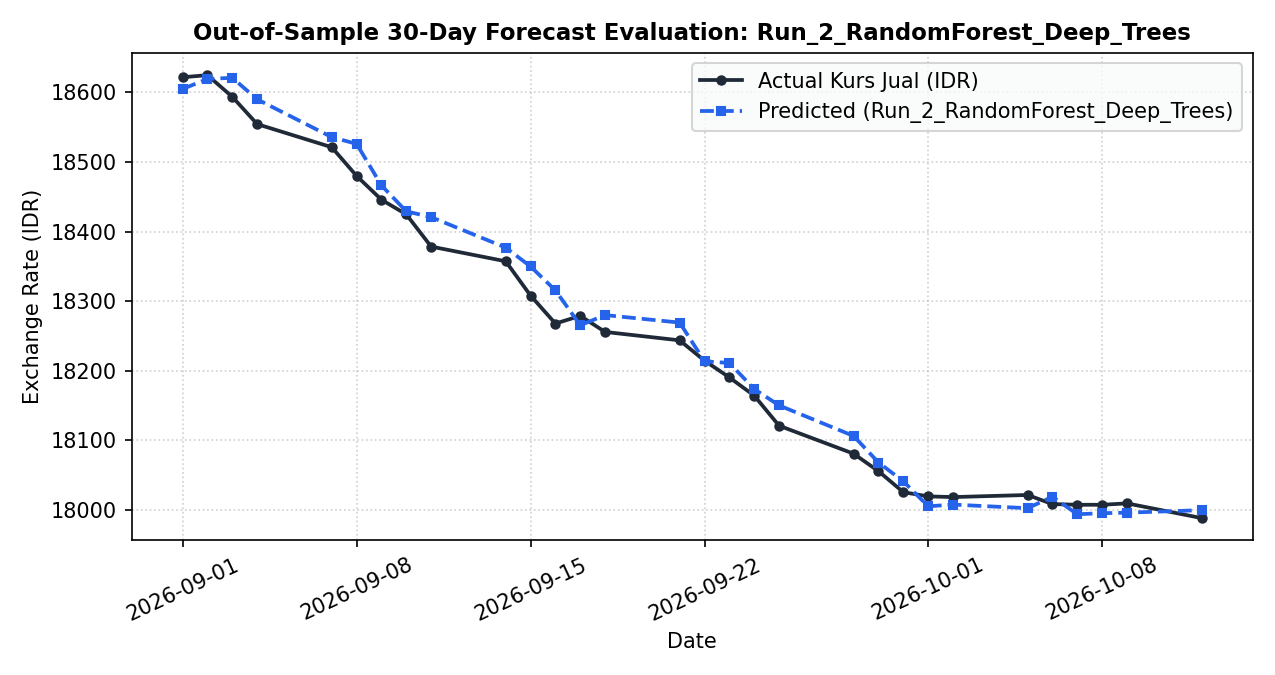 Out-of-Sample 30-Day Forecast Evaluation: Run_2_RandomForest_Deep_Trees
Actual Kurs Jual (IDR)
Predicted (Run_2_RandomForest_Deep_Trees)
Exchange Rate (IDR)
18600
18500
18400
18300
18200
18100
18000
2026-09-01
2026-09-08
2026-09-15
2026-09-22
2026-10-01
2026-10-08
Date